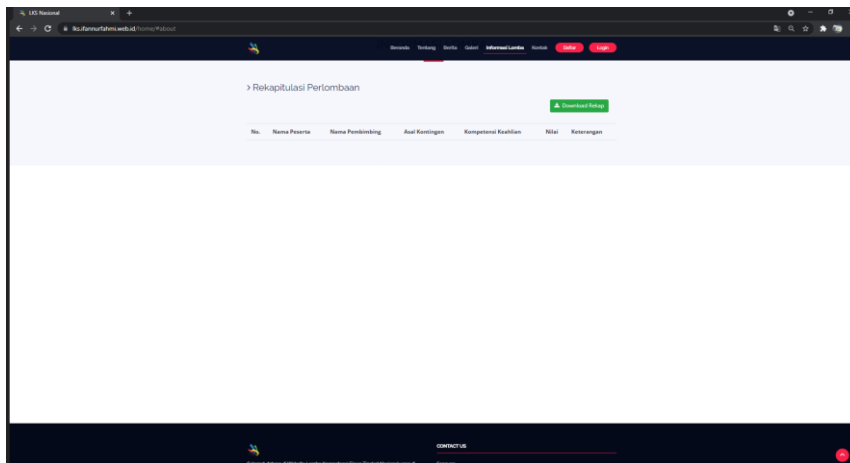 LKS Nasional
lks.ifannurfahmi.web.id/home/#about
Beranda Tentang Berita Galeri Informasi Lomba Kontak Daftar Login
Rekapitulasi Perlombaan
Download Rekap
No. Nama Peserta Nama Pembimbing Asal Kontingen Kompetensi Keahlian Nilai Keterangan
CONTACT US